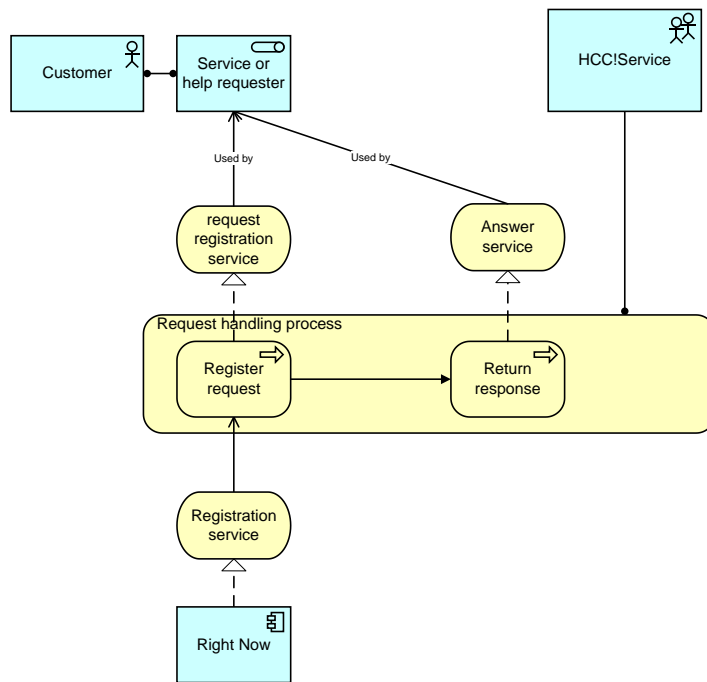 Customer
Service or
help requester
HCC!Service
Used by
Used by
request
registration
service
Answer
service
Request handling process
Register
request
Return
response
Registration
service
Right Now